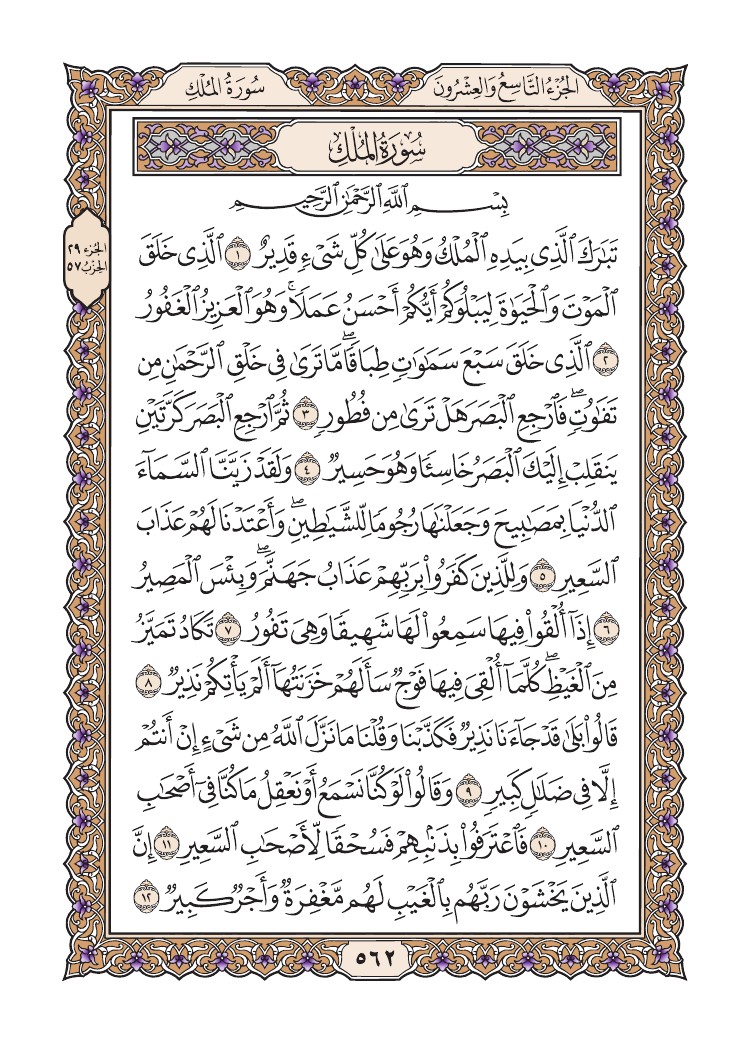 الجُزْءُ التَّاسِعُ وَالعِشْرُونَ
سُورَةُ المُلْكِ
سُورَةُ المُلْكِ
الجُزء ٢٩
الحِزْبُ ٥٧
بِسْمِ ٱللَّهِ ٱلرَّحْمَٰنِ ٱلرَّحِيمِ
تَبَٰرَكَ ٱلَّذِى بِيَدِهِ ٱلْمُلْكُ وَهُوَ عَلَىٰ كُلِّ شَىْءٍ قَدِيرٌ ١ ٱلَّذِى خَلَقَ
ٱلْمَوْتَ وَٱلْحَيَوٰةَ لِيَبْلُوَكُمْ أَيُّكُمْ أَحْسَنُ عَمَلًا ۚ وَهُوَ ٱلْعَزِيزُ ٱلْغَفُورُ
٢ ٱلَّذِى خَلَقَ سَبْعَ سَمَٰوَٰتٍ طِبَاقًا ۖ مَّا تَرَىٰ فِى خَلْقِ ٱلرَّحْمَٰنِ مِن
تَفَٰوُتٍ ۖ فَٱرْجِعِ ٱلْبَصَرَ هَلْ تَرَىٰ مِن فُطُورٍ ٣ ثُمَّ ٱرْجِعِ ٱلْبَصَرَ كَرَّتَيْنِ
يَنقَلِبْ إِلَيْكَ ٱلْبَصَرُ خَاسِئًا وَهُوَ حَسِيرٌ ٤ وَلَقَدْ زَيَّنَّا ٱلسَّمَآءَ
ٱلدُّنْيَا بِمَصَٰبِيحَ وَجَعَلْنَٰهَا رُجُومًا لِّلشَّيَٰطِينِ ۖ وَأَعْتَدْنَا لَهُمْ عَذَابَ
ٱلسَّعِيرِ ٥ وَلِلَّذِينَ كَفَرُوا۟ بِرَبِّهِمْ عَذَابُ جَهَنَّمَ ۖ وَبِئْسَ ٱلْمَصِيرُ
٦ إِذَآ أُلْقُوا۟ فِيهَا سَمِعُوا۟ لَهَا شَهِيقًا وَهِىَ تَفُورُ ٧ تَكَادُ تَمَيَّزُ
مِنَ ٱلْغَيْظِ ۖ كُلَّمَآ أُلْقِىَ فِيهَا فَوْجٌ سَأَلَهُمْ خَزَنَتُهَآ أَلَمْ يَأْتِكُمْ نَذِيرٌ ٨
قَالُوا۟ بَلَىٰ قَدْ جَآءَنَا نَذِيرٌ فَكَذَّبْنَا وَقُلْنَا مَا نَزَّلَ ٱللَّهُ مِن شَىْءٍ إِنْ أَنتُمْ
إِلَّا فِى ضَلَٰلٍ كَبِيرٍ ٩ وَقَالُوا۟ لَوْ كُنَّا نَسْمَعُ أَوْ نَعْقِلُ مَا كُنَّا فِىٓ أَصْحَٰبِ
ٱلسَّعِيرِ ١٠ فَٱعْتَرَفُوا۟ بِذَنۢبِهِمْ فَسُحْقًا لِّأَصْحَٰبِ ٱلسَّعِيرِ ١١ إِنَّ
ٱلَّذِينَ يَخْشَوْنَ رَبَّهُم بِٱلْغَيْبِ لَهُم مَّغْفِرَةٌ وَأَجْرٌ كَبِيرٌ ١٢
٥٦٢